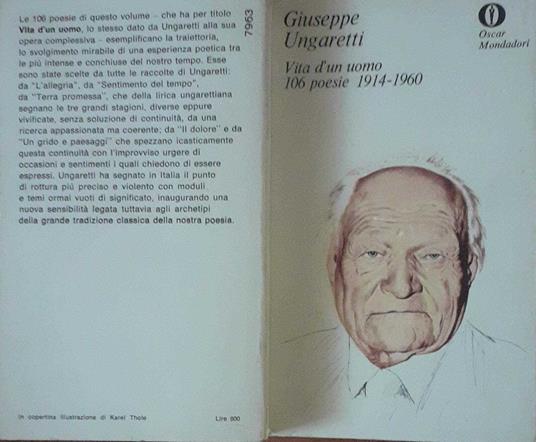 Le 106 poesie di questo volume - che ha per titolo
Vita d'un uomo, lo stesso dato da Ungaretti alla sua
opera complessiva - esemplificano la traiettoria,
lo svolgimento mirabile di una esperienza poetica tra
le più intense e conchiuse del nostro tempo. Esse
sono state scelte da tutte le raccolte di Ungaretti:
da "L'allegria", da "Sentimento del tempo",
da "Terra promessa", che della lirica ungarettiana
segnano le tre grandi stagioni, diverse eppure
vivificate, senza soluzione di continuità, da una
ricerca appassionata ma coerente; da "Il dolore" e da
"Un grido e paesaggi" che spezzano icasticamente
questa continuità con l'improvviso urgere di
occasioni e sentimenti i quali chiedono di essere
espressi. Ungaretti ha segnato in Italia il punto
di rottura più preciso e violento con moduli
e temi ormai vuoti di significato, inaugurando una
nuova sensibilità legata tuttavia agli archetipi
della grande tradizione classica della nostra poesia.
7963
In copertina illustrazione di Karel Thole
Lire 600
Giuseppe
Ungaretti
Oscar
Mondadori
Vita d'un uomo
106 poesie 1914-1960